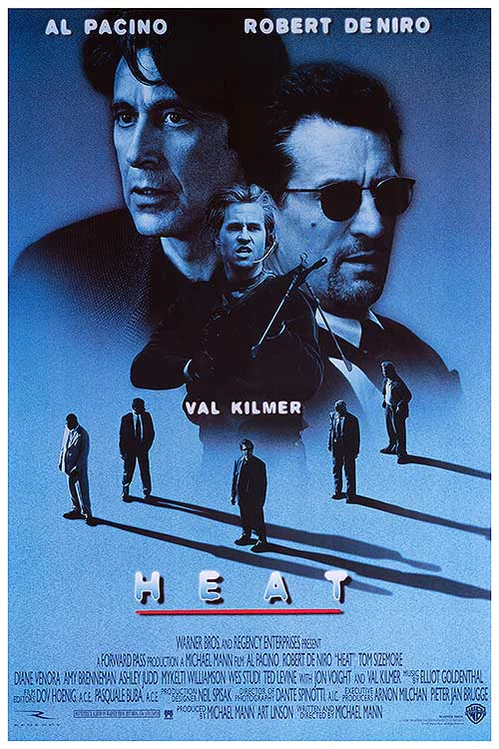 AL PACINO ROBERT DE NIRO
VAL KILMER
HEAT
WARNER BROS. AND REGENCY ENTERPRISES PRESENT
A FORWARD PASS PRODUCTION A MICHAEL MANN FILM AL PACINO ROBERT DE NIRO "HEAT" TOM SIZEMORE
DIANE VENORA AMY BRENNEMAN ASHLEY JUDD MYKELTI WILLIAMSON WES STUDI TED LEVINE WITH JON VOIGHT AND VAL KILMER MUSIC BY ELLIOT GOLDENTHAL
FILM EDITORS DOV HOENIG, A.C.E. PASQUALE BUBA, A.C.E. PRODUCTION DESIGNER NEIL SPISAK DIRECTOR OF PHOTOGRAPHY DANTE SPINOTTI, A.I.C. EXECUTIVE PRODUCERS ARNON MILCHAN PIETER JAN BRUGGE
PRODUCED BY MICHAEL MANN ART LINSON WRITTEN AND DIRECTED BY MICHAEL MANN
REGENCY
WB